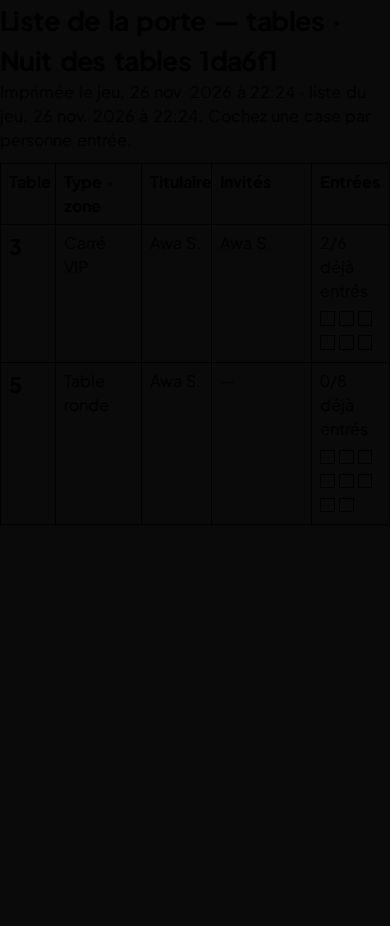 Liste de la porte — tables ·
Nuit des tables 1da6f1
Imprimée le jeu. 26 nov. 2026 à 22:24 · liste du
jeu. 26 nov. 2026 à 22:24. Cochez une case par
personne entrée.
Table Type · zone Titulaire Invités Entrées
3 Carré VIP Awa S. Awa S. 2/6 déjà entrés
5 Table ronde Awa S. — 0/8 déjà entrés